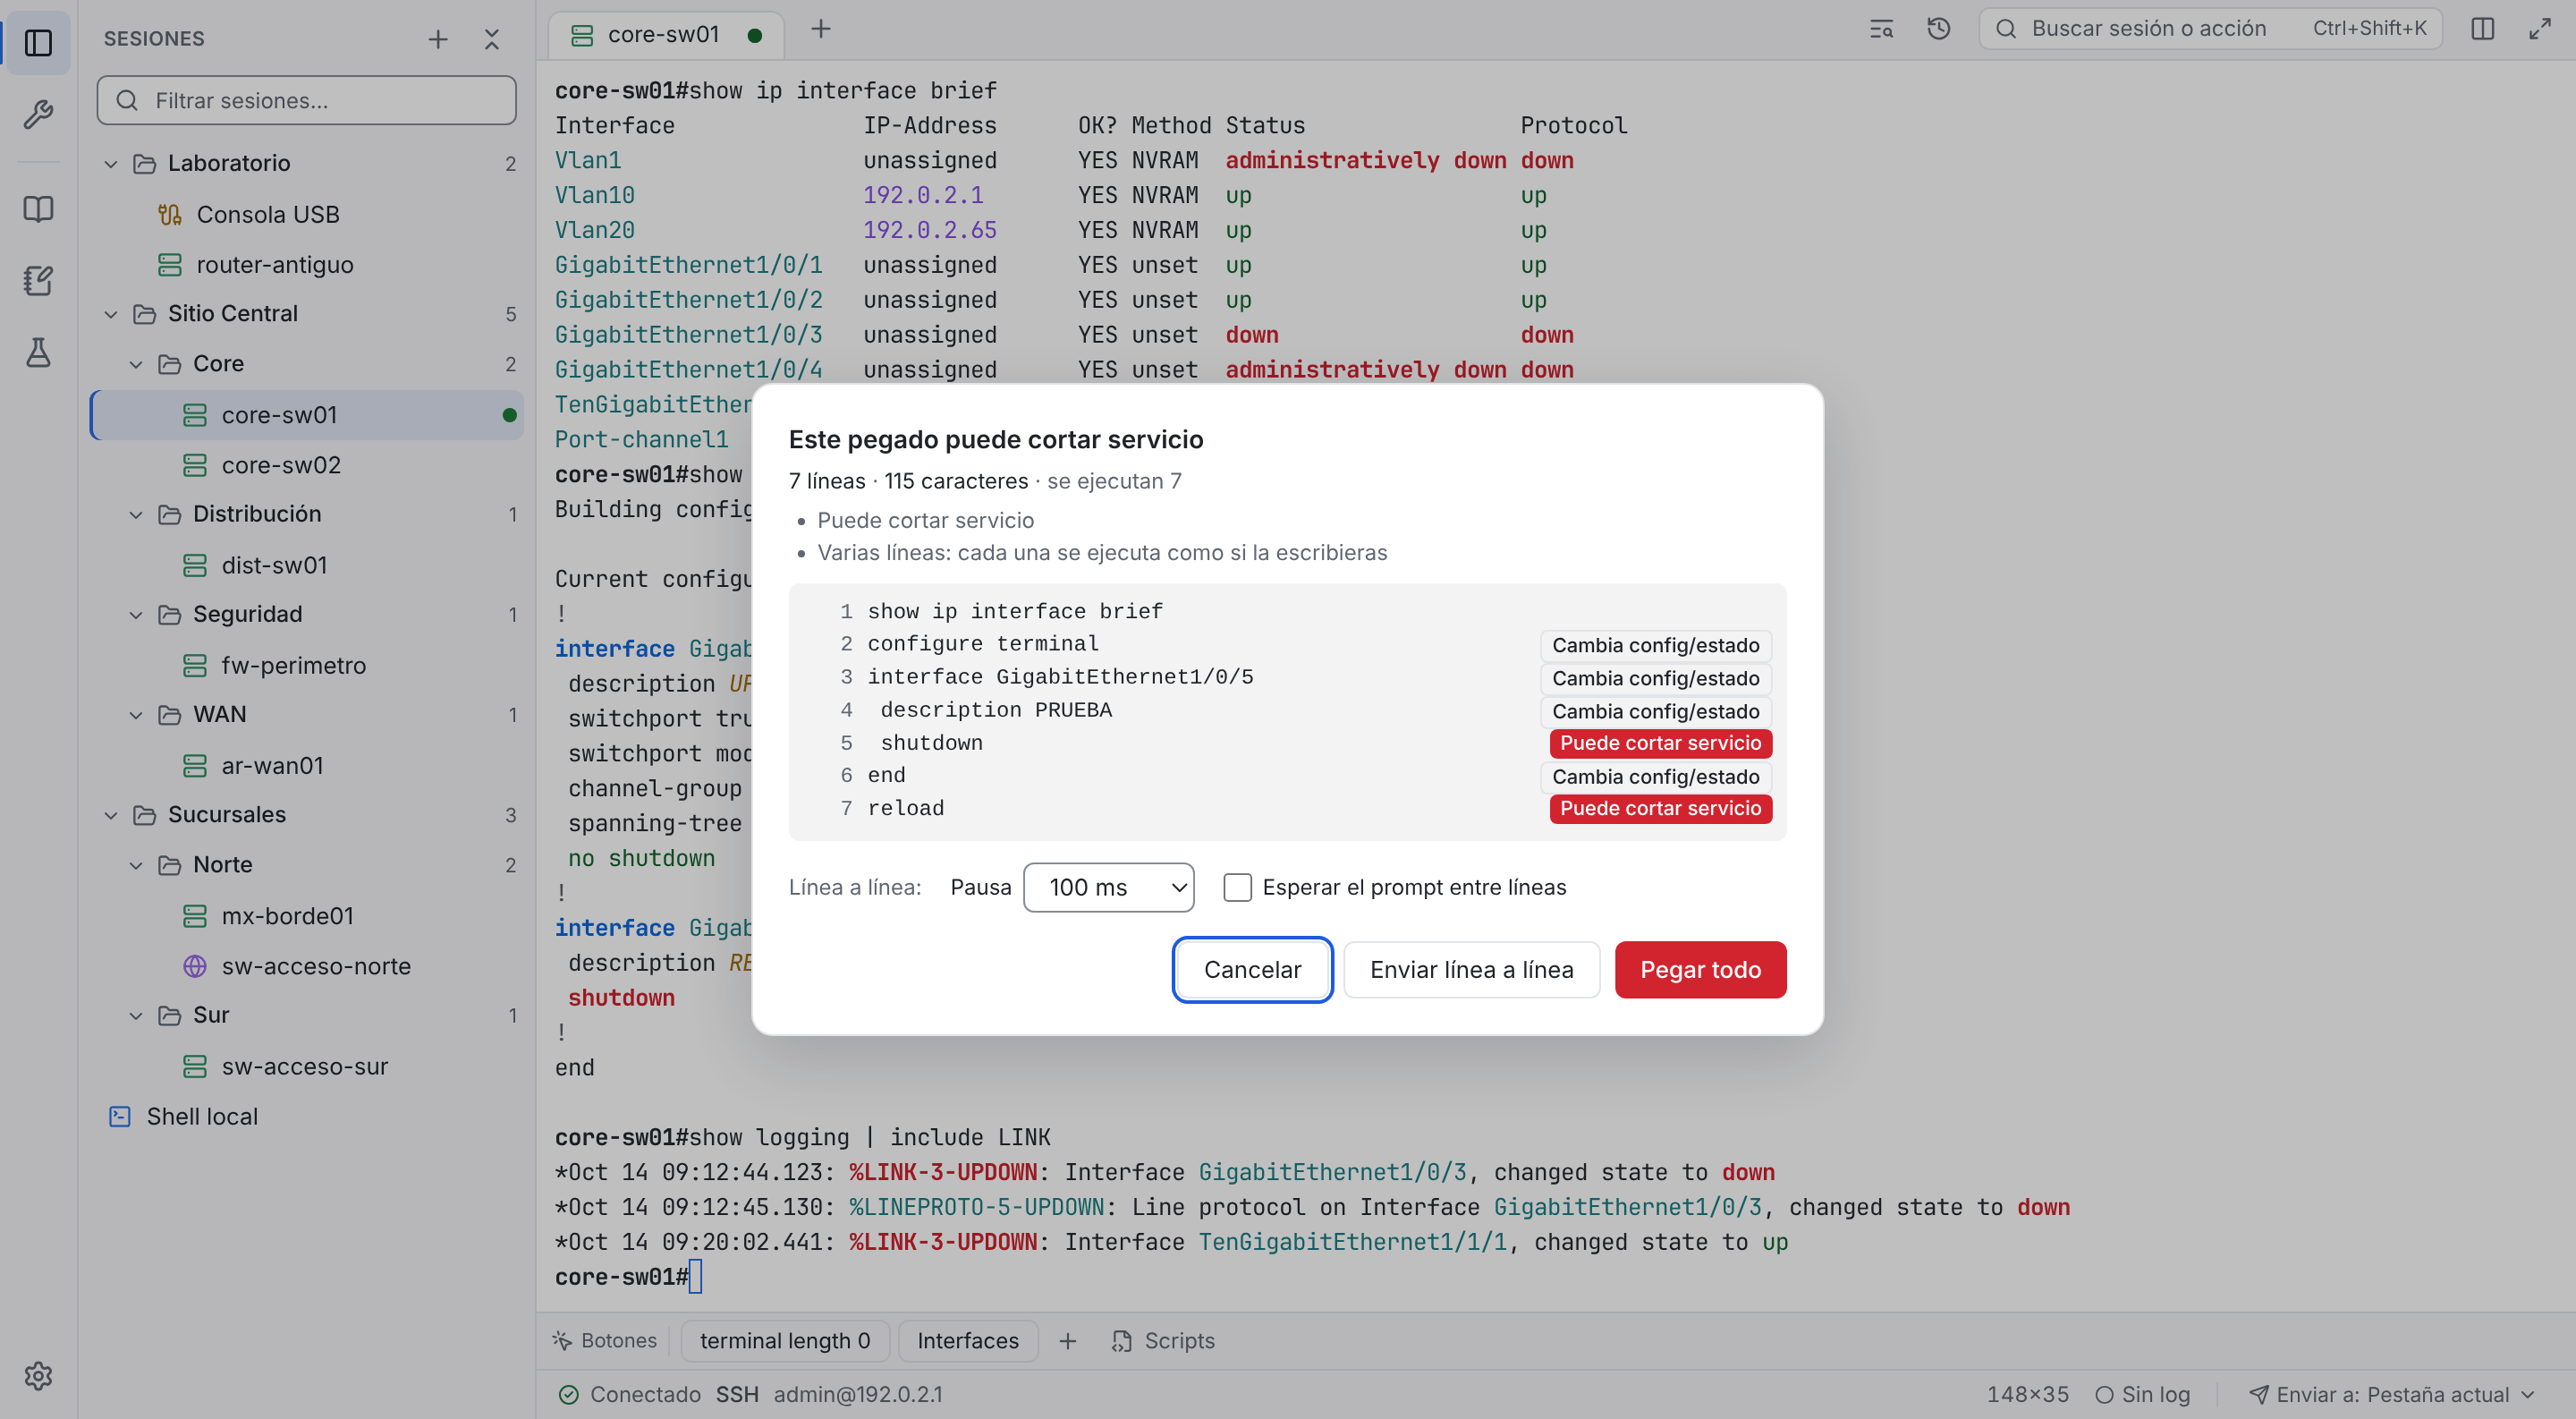 SESIONES
Filtrar sesiones...
Laboratorio 2
Consola USB
router-antiguo
Sitio Central 5
Core 2
core-sw01
core-sw02
Distribución 1
dist-sw01
Seguridad 1
fw-perimetro
WAN 1
ar-wan01
Sucursales 3
Norte 2
mx-borde01
sw-acceso-norte
Sur 1
sw-acceso-sur
Shell local
core-sw01
Buscar sesión o acción Ctrl+Shift+K
core-sw01#show ip interface brief
Interface IP-Address OK? Method Status Protocol
Vlan1 unassigned YES NVRAM administratively down down
Vlan10 192.0.2.1 YES NVRAM up up
Vlan20 192.0.2.65 YES NVRAM up up
GigabitEthernet1/0/1 unassigned YES unset up up
GigabitEthernet1/0/2 unassigned YES unset up up
GigabitEthernet1/0/3 unassigned YES unset down down
GigabitEthernet1/0/4 unassigned YES unset administratively down down
TenGigabitEther
Port-channel1
core-sw01#show
Building config
Current configu
!
interface Gigab
description UP
switchport tru
switchport mod
channel-group
spanning-tree
no shutdown
!
interface Gigab
description RE
shutdown
!
end
core-sw01#show logging | include LINK
*Oct 14 09:12:44.123: %LINK-3-UPDOWN: Interface GigabitEthernet1/0/3, changed state to down
*Oct 14 09:12:45.130: %LINEPROTO-5-UPDOWN: Line protocol on Interface GigabitEthernet1/0/3, changed state to down
*Oct 14 09:20:02.441: %LINK-3-UPDOWN: Interface TenGigabitEthernet1/1/1, changed state to up
core-sw01#
Este pegado puede cortar servicio
7 líneas · 115 caracteres · se ejecutan 7
• Puede cortar servicio
• Varias líneas: cada una se ejecuta como si la escribieras
1 show ip interface brief
2 configure terminal Cambia config/estado
3 interface GigabitEthernet1/0/5 Cambia config/estado
4 description PRUEBA Cambia config/estado
5 shutdown Puede cortar servicio
6 end Cambia config/estado
7 reload Puede cortar servicio
Línea a línea: Pausa 100 ms Esperar el prompt entre líneas
Cancelar Enviar línea a línea Pegar todo
Botones terminal length 0 Interfaces Scripts
Conectado SSH admin@192.0.2.1 148×35 Sin log Enviar a: Pestaña actual